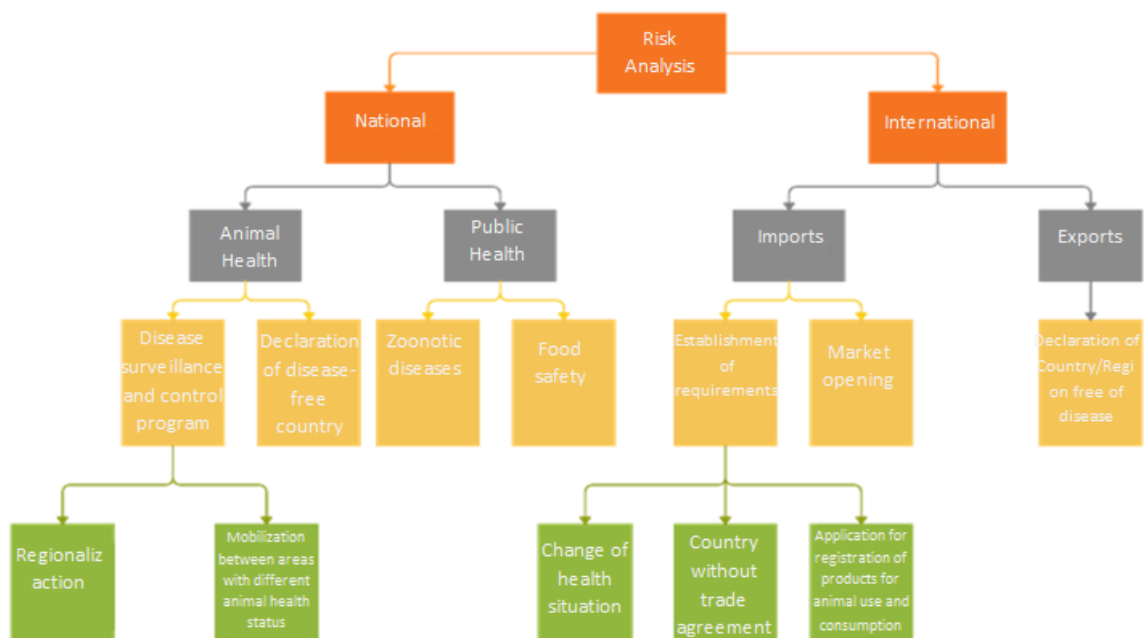 Risk
Analysis
National
International
Animal
Health
Public
Health
Imports
Exports
Disease
surveillance
and control
program
Declaration
of disease-
free
country
Zoonotic
diseases
Food
safety
Establishment
of
requirements
Market
opening
Declaration of
Country/Regi
on free of
disease
Regionaliz
action
Mobilization
between areas
with different
animal health
status
Change of
health
situation
Country
without
trade
agreement
Application for
registration of
products for
animal use and
consumption